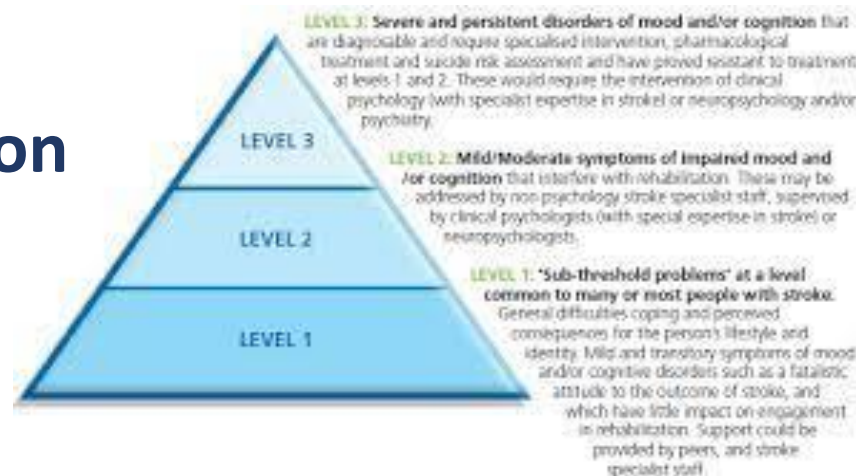 on
LEVEL 3: Severe and persistent disorders of mood and/or cognition that
are diagnosable and require specialised intervention, pharmacological
treatment and suicide risk assessment and have proved resistant to treatment
at levels 1 and 2. These would require the intervention of clinical
psychology (with specialist expertise in stroke) or neuropsychology and/or
psychiatry.
LEVEL 3
LEVEL 2: Mild/Moderate symptoms of impaired mood and
/or cognition that interfere with rehabilitation. These may be
addressed by non psychology stroke specialist staff, supervised
by clinical psychologists (with special expertise in stroke) or
neuropsychologists.
LEVEL 2
LEVEL 1: 'Sub-threshold problems' at a level
common to many or most people with stroke.
General difficulties coping and perceived
consequences for the person's lifestyle and
identity. Mild and transitory symptoms of mood
and/or cognitive disorders such as a fatalistic
attitude to the outcome of stroke, and
which have little impact on engagement
in rehabilitation. Support could be
provided by peers, and stroke
specialist staff.
LEVEL 1